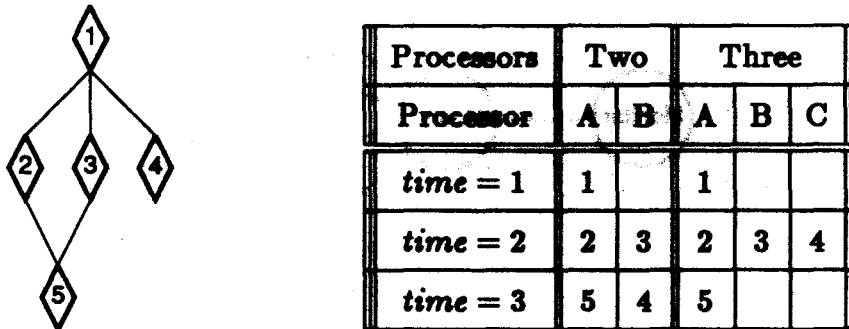 1
2 3 4
5
Processors Two Three
Processor A B A B C
time = 1 1 1
time = 2 2 3 2 3 4
time = 3 5 4 5